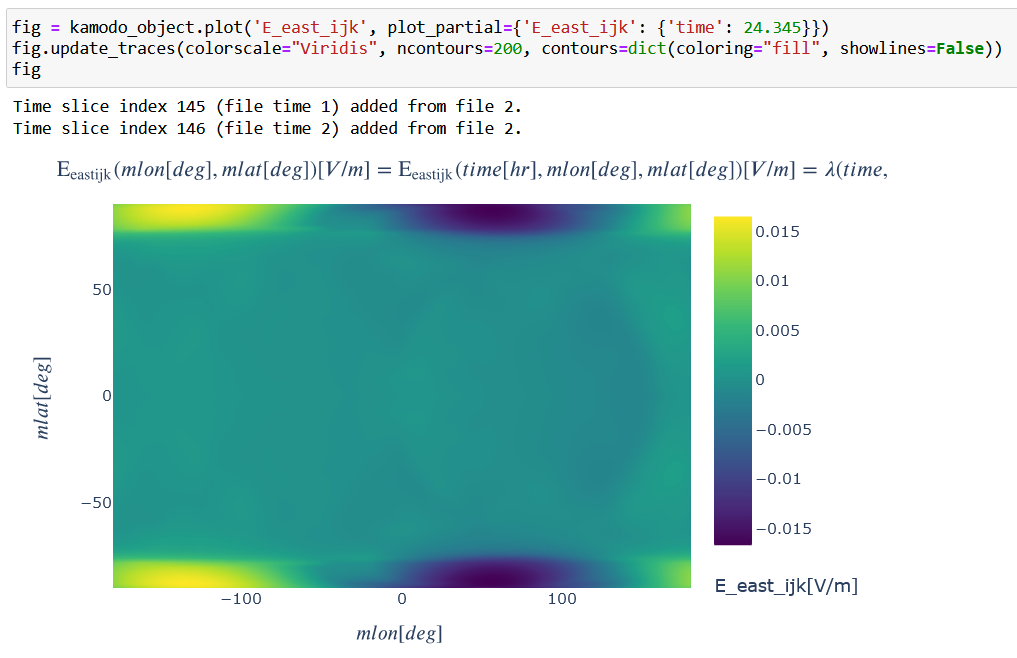 fig = kamodo_object.plot('E_east_ijk', plot_partial={'E_east_ijk': {'time': 24.345}})
fig.update_traces(colorscale="Viridis", ncontours=200, contours=dict(coloring="fill", showlines=False))
fig
Time slice index 145 (file time 1) added from file 2.
Time slice index 146 (file time 2) added from file 2.
E_eastijk(mlon[deg], mlat[deg])[V/m] = E_eastijk(time[hr], mlon[deg], mlat[deg])[V/m] = λ(time,
mlat[deg]
50
0
−50
−100
0
100
mlon[deg]
0.015
0.01
0.005
0
−0.005
−0.01
−0.015
E_east_ijk[V/m]